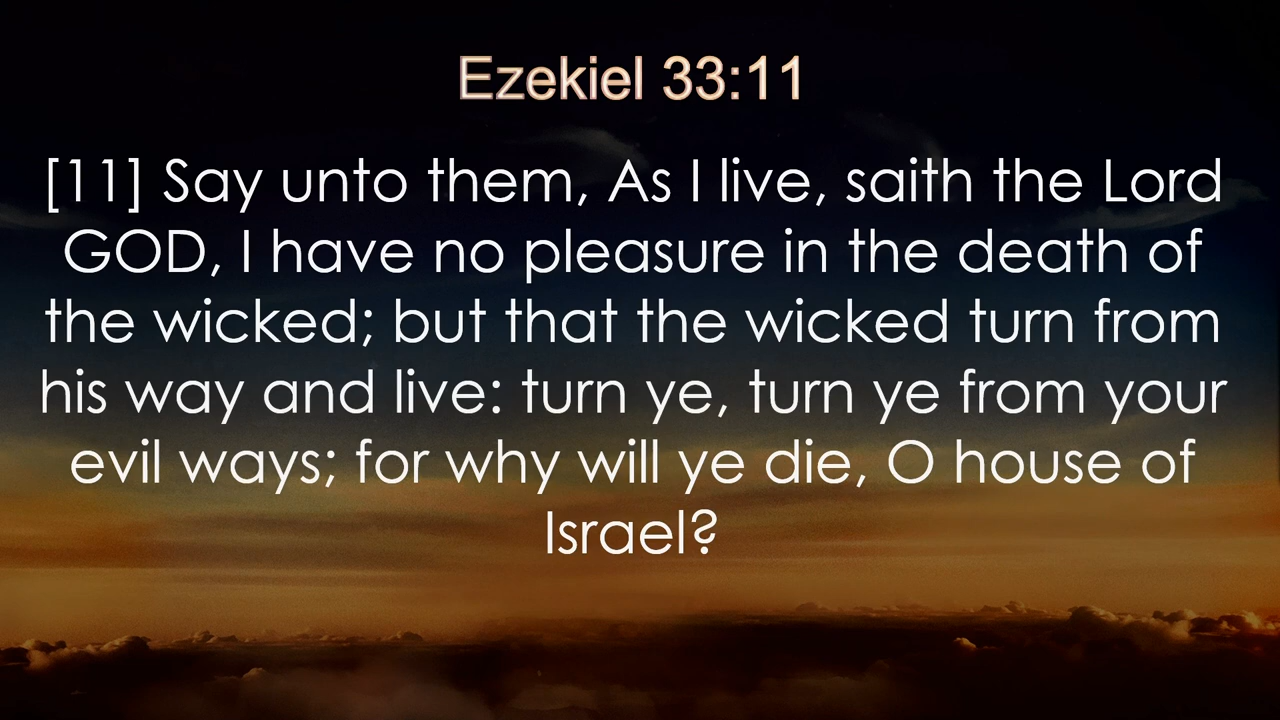 Ezekiel 33:11
[11] Say unto them, As I live, saith the Lord
GOD, I have no pleasure in the death of
the wicked; but that the wicked turn from
his way and live: turn ye, turn ye from your
evil ways; for why will ye die, O house of
Israel?